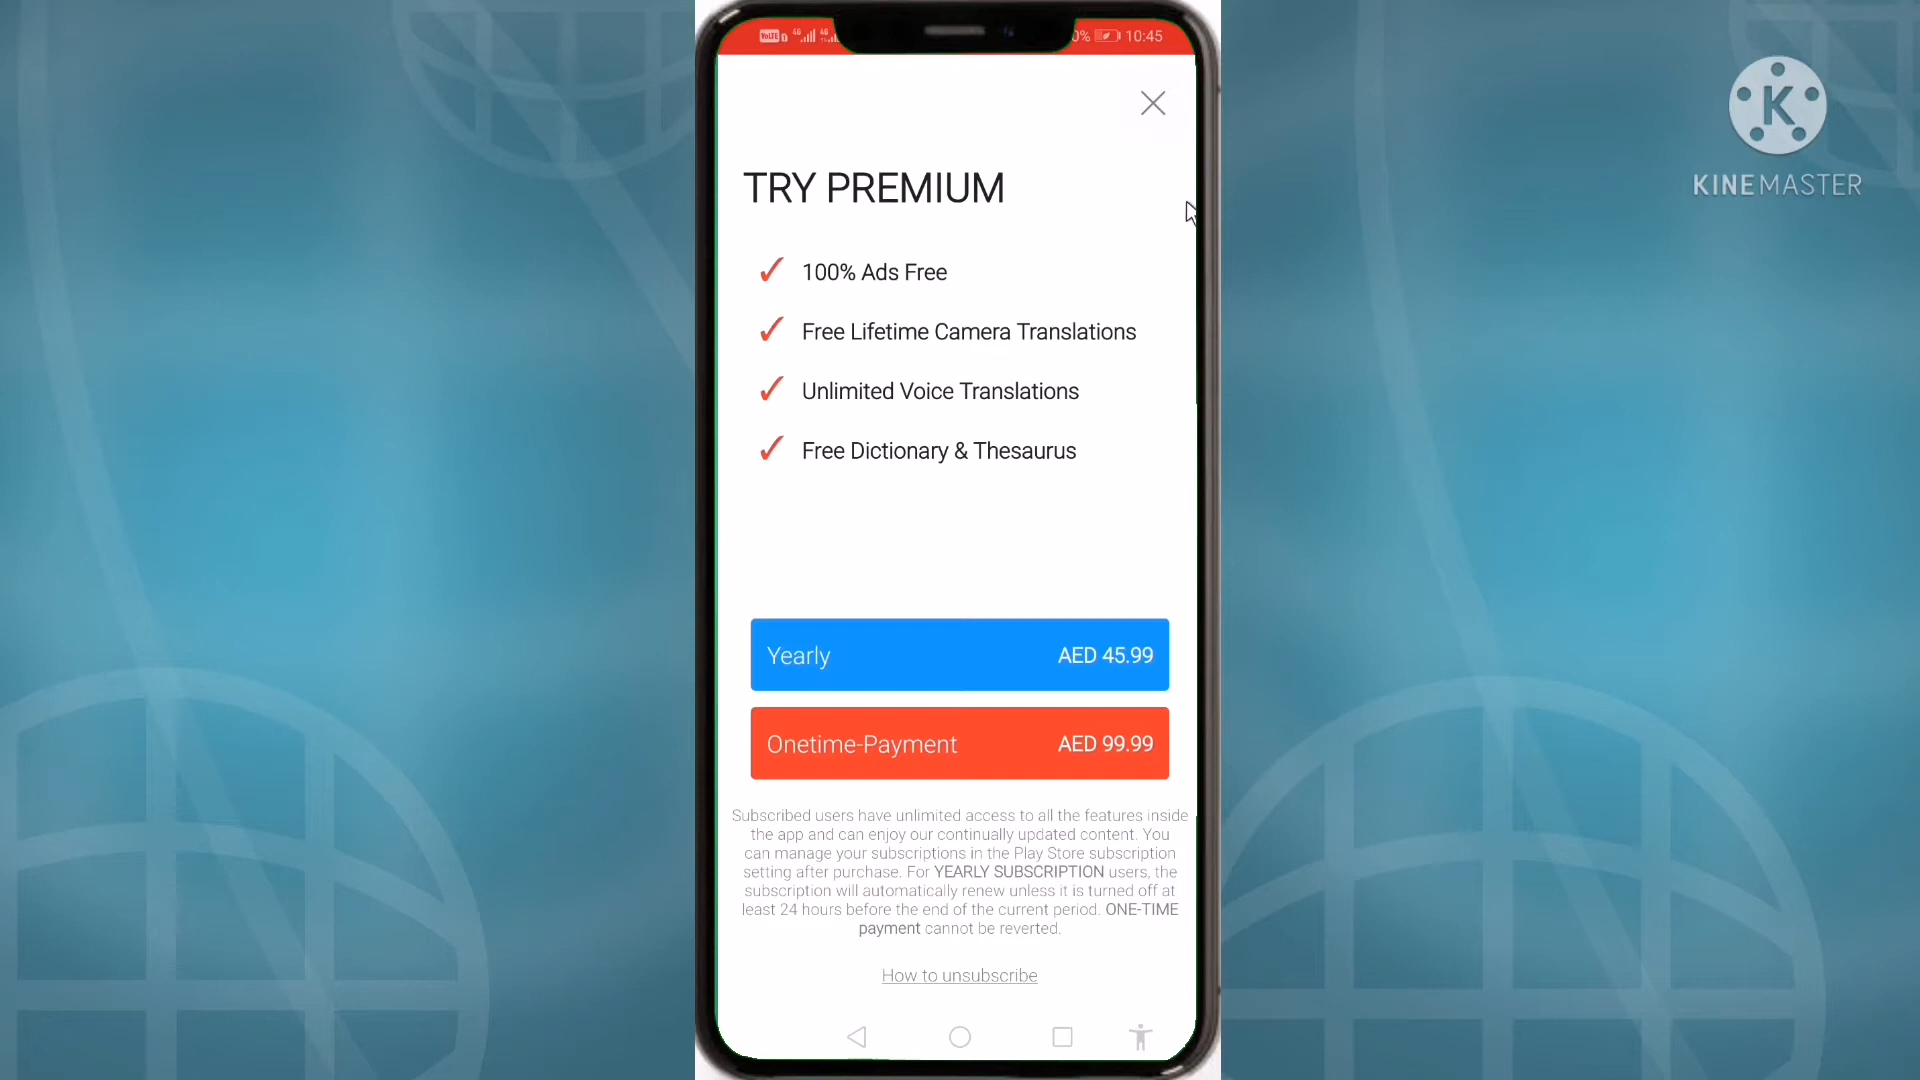 VoLTE 4G 4G 0% 10:45
K
KINEMASTER
TRY PREMIUM
100% Ads Free
Free Lifetime Camera Translations
Unlimited Voice Translations
Free Dictionary & Thesaurus
Yearly AED 45.99
Onetime-Payment AED 99.99
Subscribed users have unlimited access to all the features inside
the app and can enjoy our continually updated content. You
can manage your subscriptions in the Play Store subscription
setting after purchase. For YEARLY SUBSCRIPTION users, the
subscription will automatically renew unless it is turned off at
least 24 hours before the end of the current period. ONE-TIME
payment cannot be reverted.
How to unsubscribe